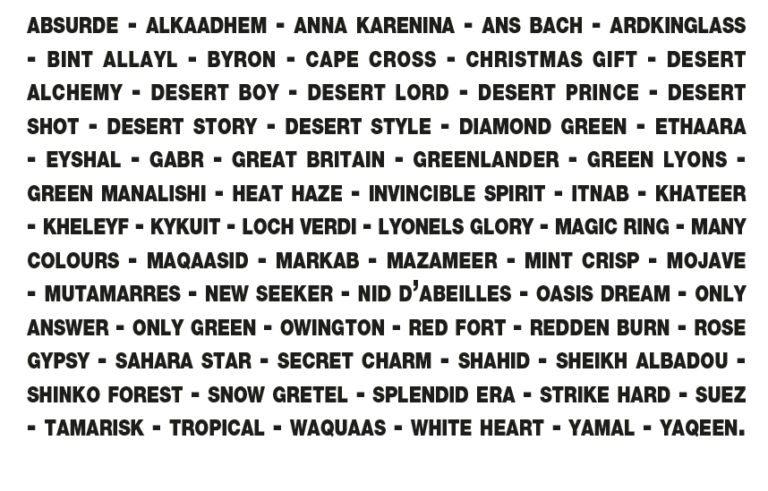 ABSURDE - ALKAADHEM - ANNA KARENINA - ANS BACH - ARDKINGLASS
- BINT ALLAYL - BYRON - CAPE CROSS - CHRISTMAS GIFT - DESERT
ALCHEMY - DESERT BOY - DESERT LORD - DESERT PRINCE - DESERT
SHOT - DESERT STORY - DESERT STYLE - DIAMOND GREEN - ETHAARA
- EYSHAL - GABR - GREAT BRITAIN - GREENLANDER - GREEN LYONS -
GREEN MANALISHI - HEAT HAZE - INVINCIBLE SPIRIT - ITNAB - KHATEER
- KHELEYF - KYKUIT - LOCH VERDI - LYONELS GLORY - MAGIC RING - MANY
COLOURS - MAQAASID - MARKAB - MAZAMEER - MINT CRISP - MOJAVE
- MUTAMARRES - NEW SEEKER - NID D'ABEILLES - OASIS DREAM - ONLY
ANSWER - ONLY GREEN - OWINGTON - RED FORT - REDDEN BURN - ROSE
GYPSY - SAHARA STAR - SECRET CHARM - SHAHID - SHEIKH ALBADOU -
SHINKO FOREST - SNOW GRETEL - SPLENDID ERA - STRIKE HARD - SUEZ
- TAMARISK - TROPICAL - WAQUAAS - WHITE HEART - YAMAL - YAQEEN.